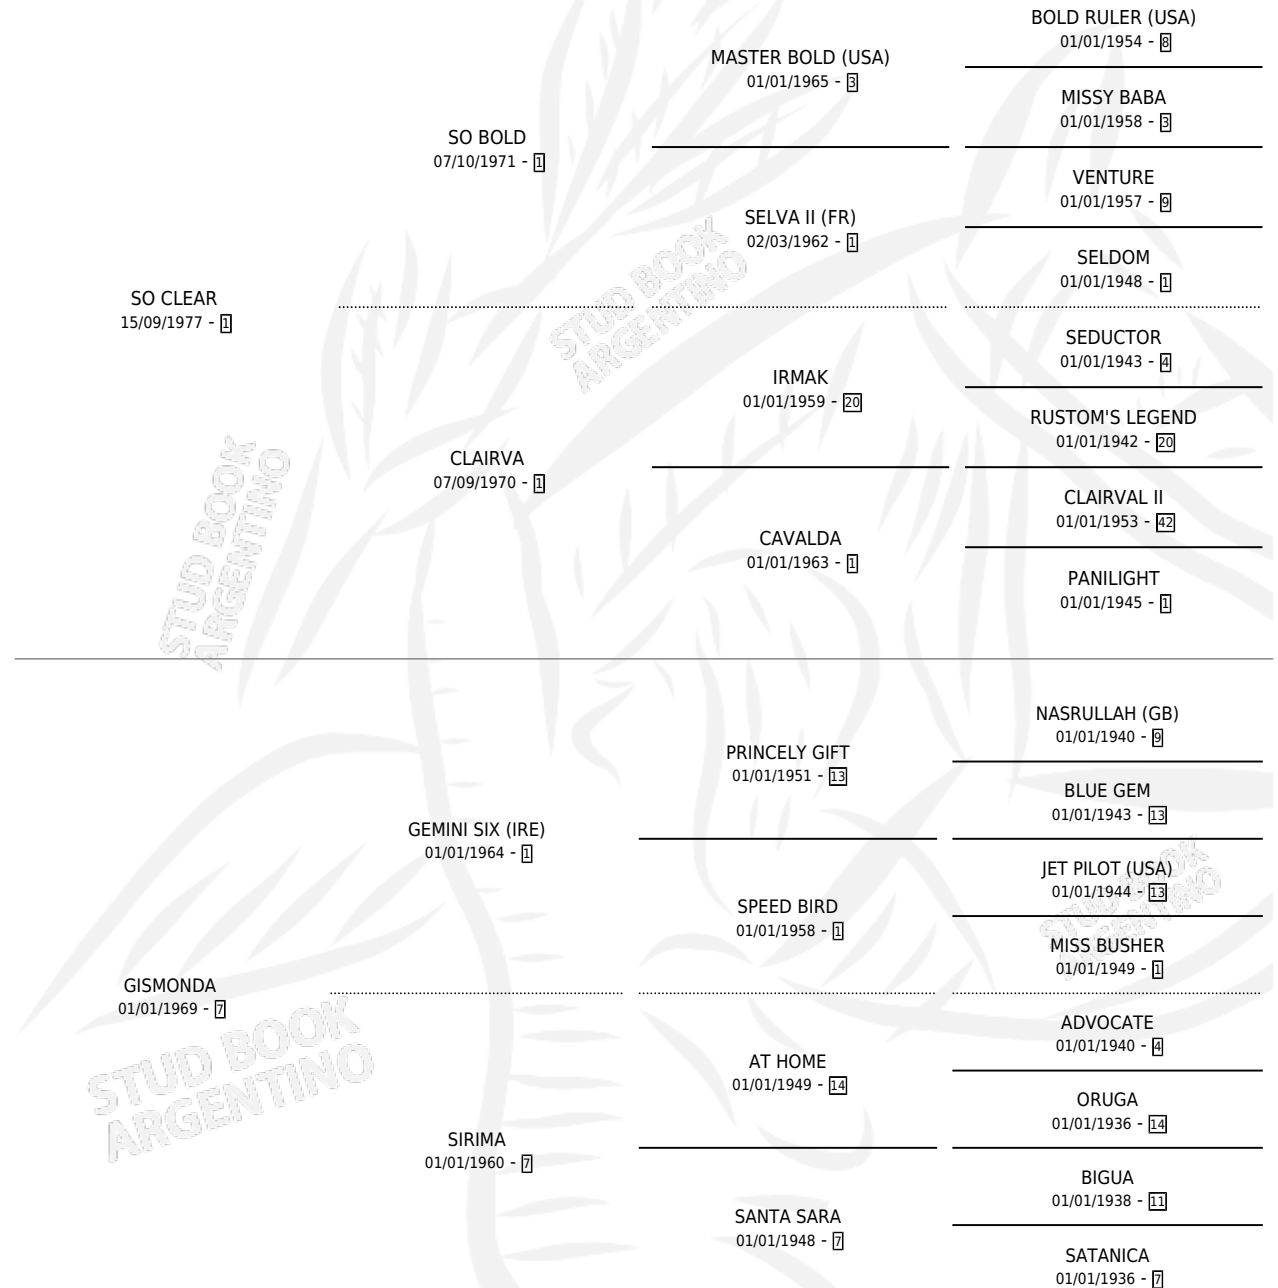 BOLD RULER (USA)
01/01/1954 - 8
MASTER BOLD (USA)
01/01/1965 - 3
MISSY BABA
01/01/1958 - 3
SO BOLD
07/10/1971 - 1
VENTURE
01/01/1957 - 9
SELVA II (FR)
02/03/1962 - 1
SELDOM
01/01/1948 - 1
SO CLEAR
15/09/1977 - 1
SEDUCTOR
01/01/1943 - 4
IRMAK
01/01/1959 - 20
RUSTOM'S LEGEND
01/01/1942 - 20
CLAIRVA
07/09/1970 - 1
CLAIRVAL II
01/01/1953 - 42
CAVALDA
01/01/1963 - 1
PANILIGHT
01/01/1945 - 1
NASRULLAH (GB)
01/01/1940 - 9
PRINCELY GIFT
01/01/1951 - 13
BLUE GEM
01/01/1943 - 13
GEMINI SIX (IRE)
01/01/1964 - 1
JET PILOT (USA)
01/01/1944 - 13
SPEED BIRD
01/01/1958 - 1
MISS BUSHER
01/01/1949 - 1
GISMONDA
01/01/1969 - 7
ADVOCATE
01/01/1940 - 4
AT HOME
01/01/1949 - 14
ORUGA
01/01/1936 - 14
SIRIMA
01/01/1960 - 7
BIGUA
01/01/1938 - 11
SANTA SARA
01/01/1948 - 7
SATANICA
01/01/1936 - 7
STUD BOOK
ARGENTINO
STUD BOOK
ARGENTINO
STUD BOOK
ARGENTINO
STUD BOOK
ARGENTINO